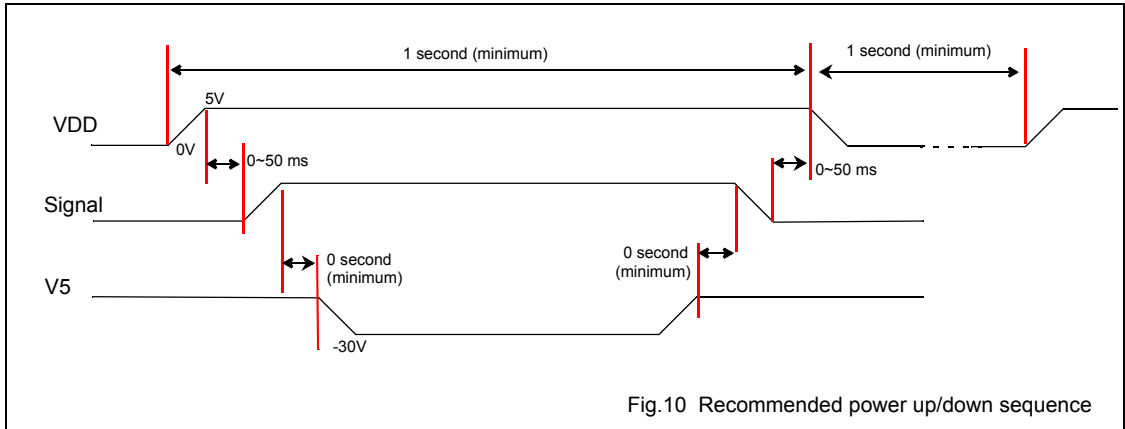 1 second (minimum)
1 second (minimum)
5V
VDD
0V
0~50 ms
0~50 ms
Signal
0 second
(minimum)
0 second
(minimum)
V5
-30V
Fig.10 Recommended power up/down sequence